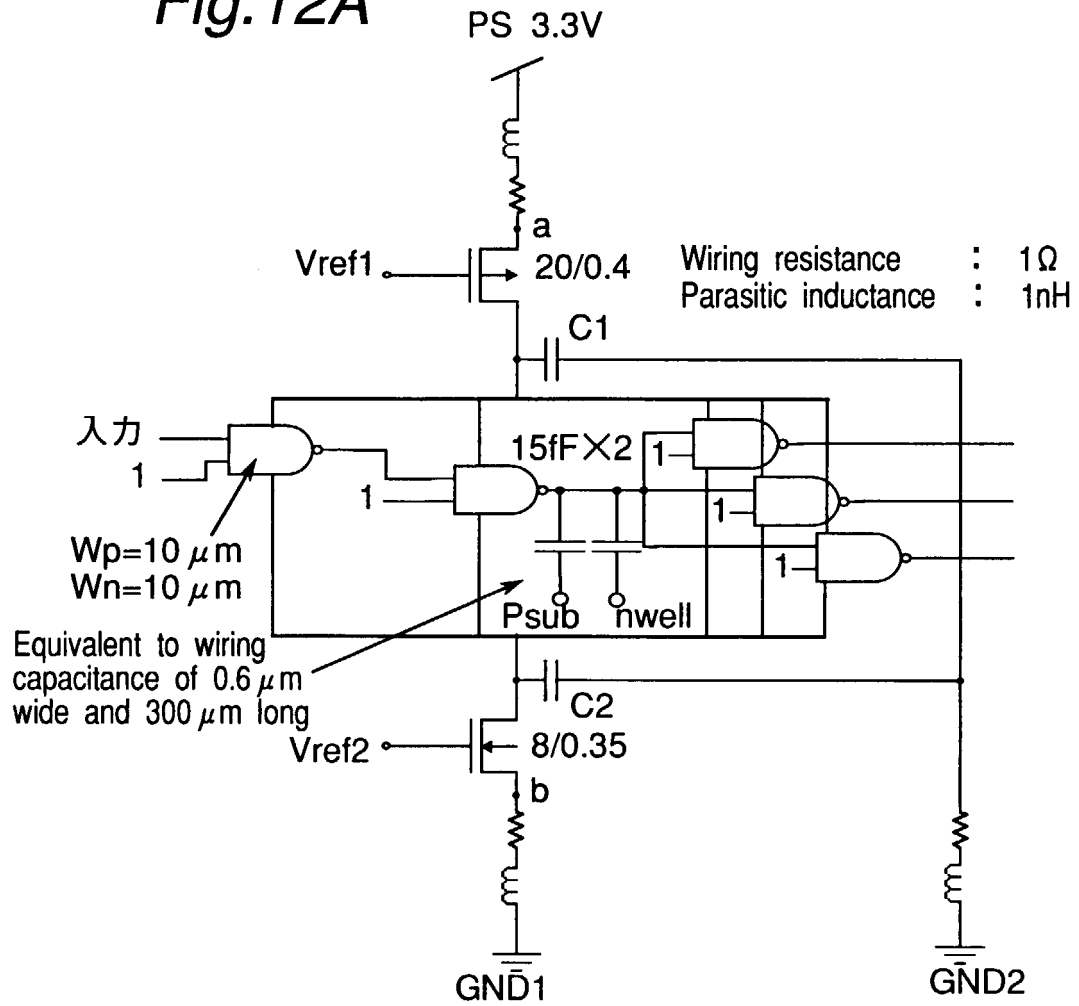 Fig.12A
PS 3.3V
a
Vref1
20/0.4
Wiring resistance : 1Ω
Parasitic inductance : 1nH
C1
入力
1
15fF×2
1
1
1
1
Wp=10 μm
Wn=10 μm
Psub
nwell
Equivalent to wiring
capacitance of 0.6 μm
wide and 300 μm long
C2
Vref2
8/0.35
b
GND1
GND2